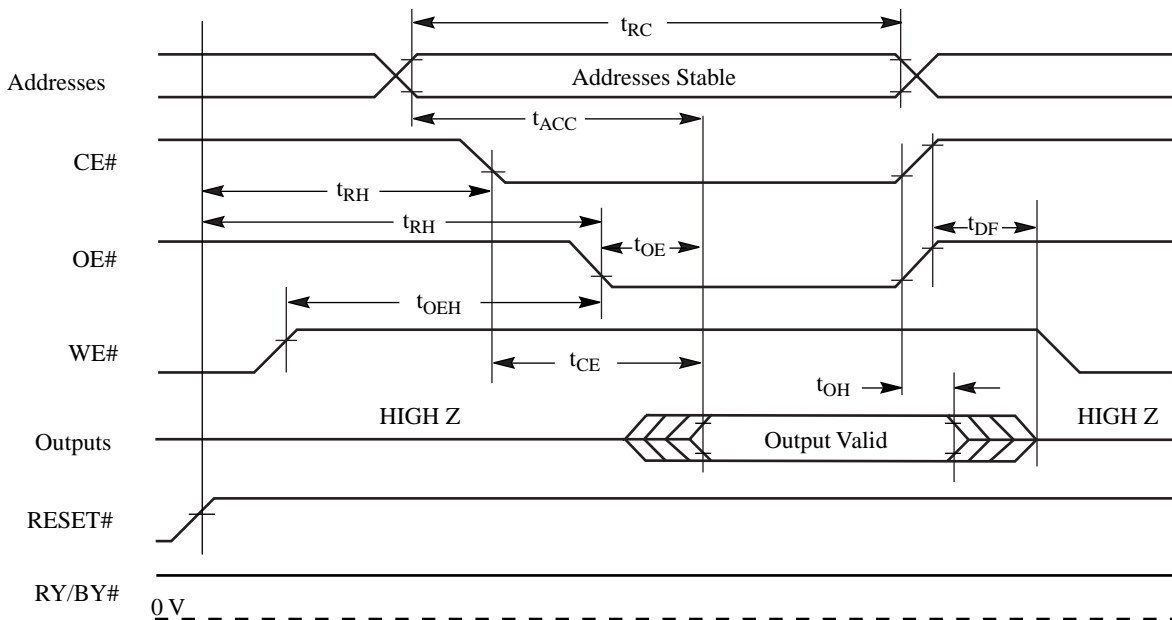 tRC
Addresses
Addresses Stable
tACC
CE#
tRH
tRH
tOE
tDF
OE#
tOEH
WE#
tCE
tOH
HIGH Z
HIGH Z
Outputs
Output Valid
RESET#
RY/BY#
0 V